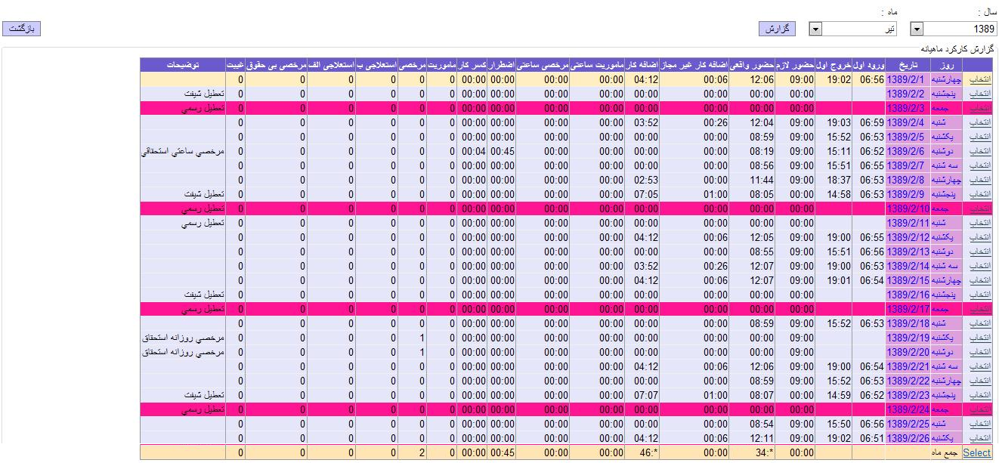 سال :
ماه :
1389
تیر
گزارش
بازگشت
گزارش کارکرد ماهیانه
روز تاریخ ورود اول خروج اول حضور لازم حضور واقعی اضافه کار غیر مجاز اضافه کار ماموریت ساعتی مرخصی ساعتی اضطرار کسر کار ماموریت مرخصی استعلاجی ب استعلاجی الف مرخصی بی حقوق غیبت توضیحات
انتخاب چهارشنبه 1389/2/1 06:56 19:02 09:00 12:06 00:06 04:12 00:00 00:00 00:00 00:00 0 0 0 0 0 0
انتخاب پنجشنبه 1389/2/2 00:00 00:00 00:00 00:00 00:00 00:00 00:00 00:00 0 0 0 0 0 0 تعطیل شیفت
انتخاب جمعه 1389/2/3 00:00 00:00 00:00 00:00 00:00 00:00 00:00 00:00 0 0 0 0 0 0 تعطیل رسمي
انتخاب شنبه 1389/2/4 06:59 19:03 09:00 12:04 00:26 03:52 00:00 00:00 00:00 00:00 0 0 0 0 0 0
انتخاب یکشنبه 1389/2/5 06:53 15:52 09:00 08:59 00:00 00:00 00:00 00:00 00:00 00:00 0 0 0 0 0 0
انتخاب دوشنبه 1389/2/6 06:52 15:11 09:00 08:19 00:00 00:00 00:00 00:00 00:45 00:04 0 0 0 0 0 0 مرخصي ساعتي استحقاقي
انتخاب سه شنبه 1389/2/7 06:55 15:51 09:00 08:56 00:00 00:00 00:00 00:00 00:00 00:00 0 0 0 0 0 0
انتخاب چهارشنبه 1389/2/8 06:53 18:37 09:00 11:44 00:00 02:53 00:00 00:00 00:00 00:00 0 0 0 0 0 0
انتخاب پنجشنبه 1389/2/9 06:53 14:58 00:00 08:05 01:00 07:05 00:00 00:00 00:00 00:00 0 0 0 0 0 0 تعطیل شیفت
انتخاب جمعه 1389/2/10 00:00 00:00 00:00 00:00 00:00 00:00 00:00 00:00 0 0 0 0 0 0 تعطیل رسمي
انتخاب شنبه 1389/2/11 00:00 00:00 00:00 00:00 00:00 00:00 00:00 00:00 0 0 0 0 0 0 تعطیل رسمي
انتخاب یکشنبه 1389/2/12 06:55 19:00 09:00 12:05 00:06 04:12 00:00 00:00 00:00 00:00 0 0 0 0 0 0
انتخاب دوشنبه 1389/2/13 06:56 15:51 09:00 08:55 00:00 00:00 00:00 00:00 00:00 00:00 0 0 0 0 0 0
انتخاب سه شنبه 1389/2/14 06:53 19:00 09:00 12:07 00:26 03:52 00:00 00:00 00:00 00:00 0 0 0 0 0 0
انتخاب چهارشنبه 1389/2/15 06:54 19:01 09:00 12:07 00:06 04:12 00:00 00:00 00:00 00:00 0 0 0 0 0 0
انتخاب پنجشنبه 1389/2/16 00:00 00:00 00:00 00:00 00:00 00:00 00:00 00:00 0 0 0 0 0 0 تعطیل شیفت
انتخاب جمعه 1389/2/17 00:00 00:00 00:00 00:00 00:00 00:00 00:00 00:00 0 0 0 0 0 0 تعطیل رسمي
انتخاب شنبه 1389/2/18 06:53 15:52 09:00 08:59 00:00 00:00 00:00 00:00 00:00 00:00 0 0 0 0 0 0
انتخاب یکشنبه 1389/2/19 09:00 00:00 00:00 00:00 00:00 00:00 00:00 00:00 0 1 0 0 0 0 مرخصي روزانه استحقاق
انتخاب دوشنبه 1389/2/20 09:00 00:00 00:00 00:00 00:00 00:00 00:00 00:00 0 1 0 0 0 0 مرخصي روزانه استحقاق
انتخاب سه شنبه 1389/2/21 06:54 19:00 09:00 12:06 00:06 04:12 00:00 00:00 00:00 00:00 0 0 0 0 0 0
انتخاب چهارشنبه 1389/2/22 06:53 15:52 09:00 08:59 00:00 00:00 00:00 00:00 00:00 00:00 0 0 0 0 0 0
انتخاب پنجشنبه 1389/2/23 06:52 14:59 00:00 08:07 01:00 07:07 00:00 00:00 00:00 00:00 0 0 0 0 0 0 تعطیل شیفت
انتخاب جمعه 1389/2/24 00:00 00:00 00:00 00:00 00:00 00:00 00:00 00:00 0 0 0 0 0 0 تعطیل رسمي
انتخاب شنبه 1389/2/25 06:56 15:50 09:00 08:54 00:00 00:00 00:00 00:00 00:00 00:00 0 0 0 0 0 0
انتخاب یکشنبه 1389/2/26 06:51 19:02 09:00 12:11 00:06 04:12 00:00 00:00 00:00 00:00 0 0 0 0 0 0
Select جمع ماه 34:* 00:00 46:* 00:00 00:00 00:45 00:00 0 2 0 0 0 0